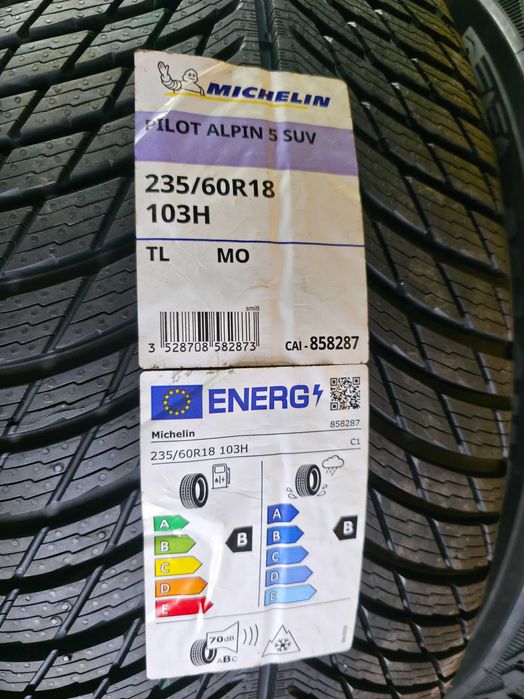 MICHELIN
PILOT ALPIN 5 SUV
235/60R18
103H
TL MO
smi8
3 528708 582873
CAI - 858287
ENERG
Michelin 858287
235/60R18 103H C1
A A
B B B B
C C
D D
E E
70dB
ABC